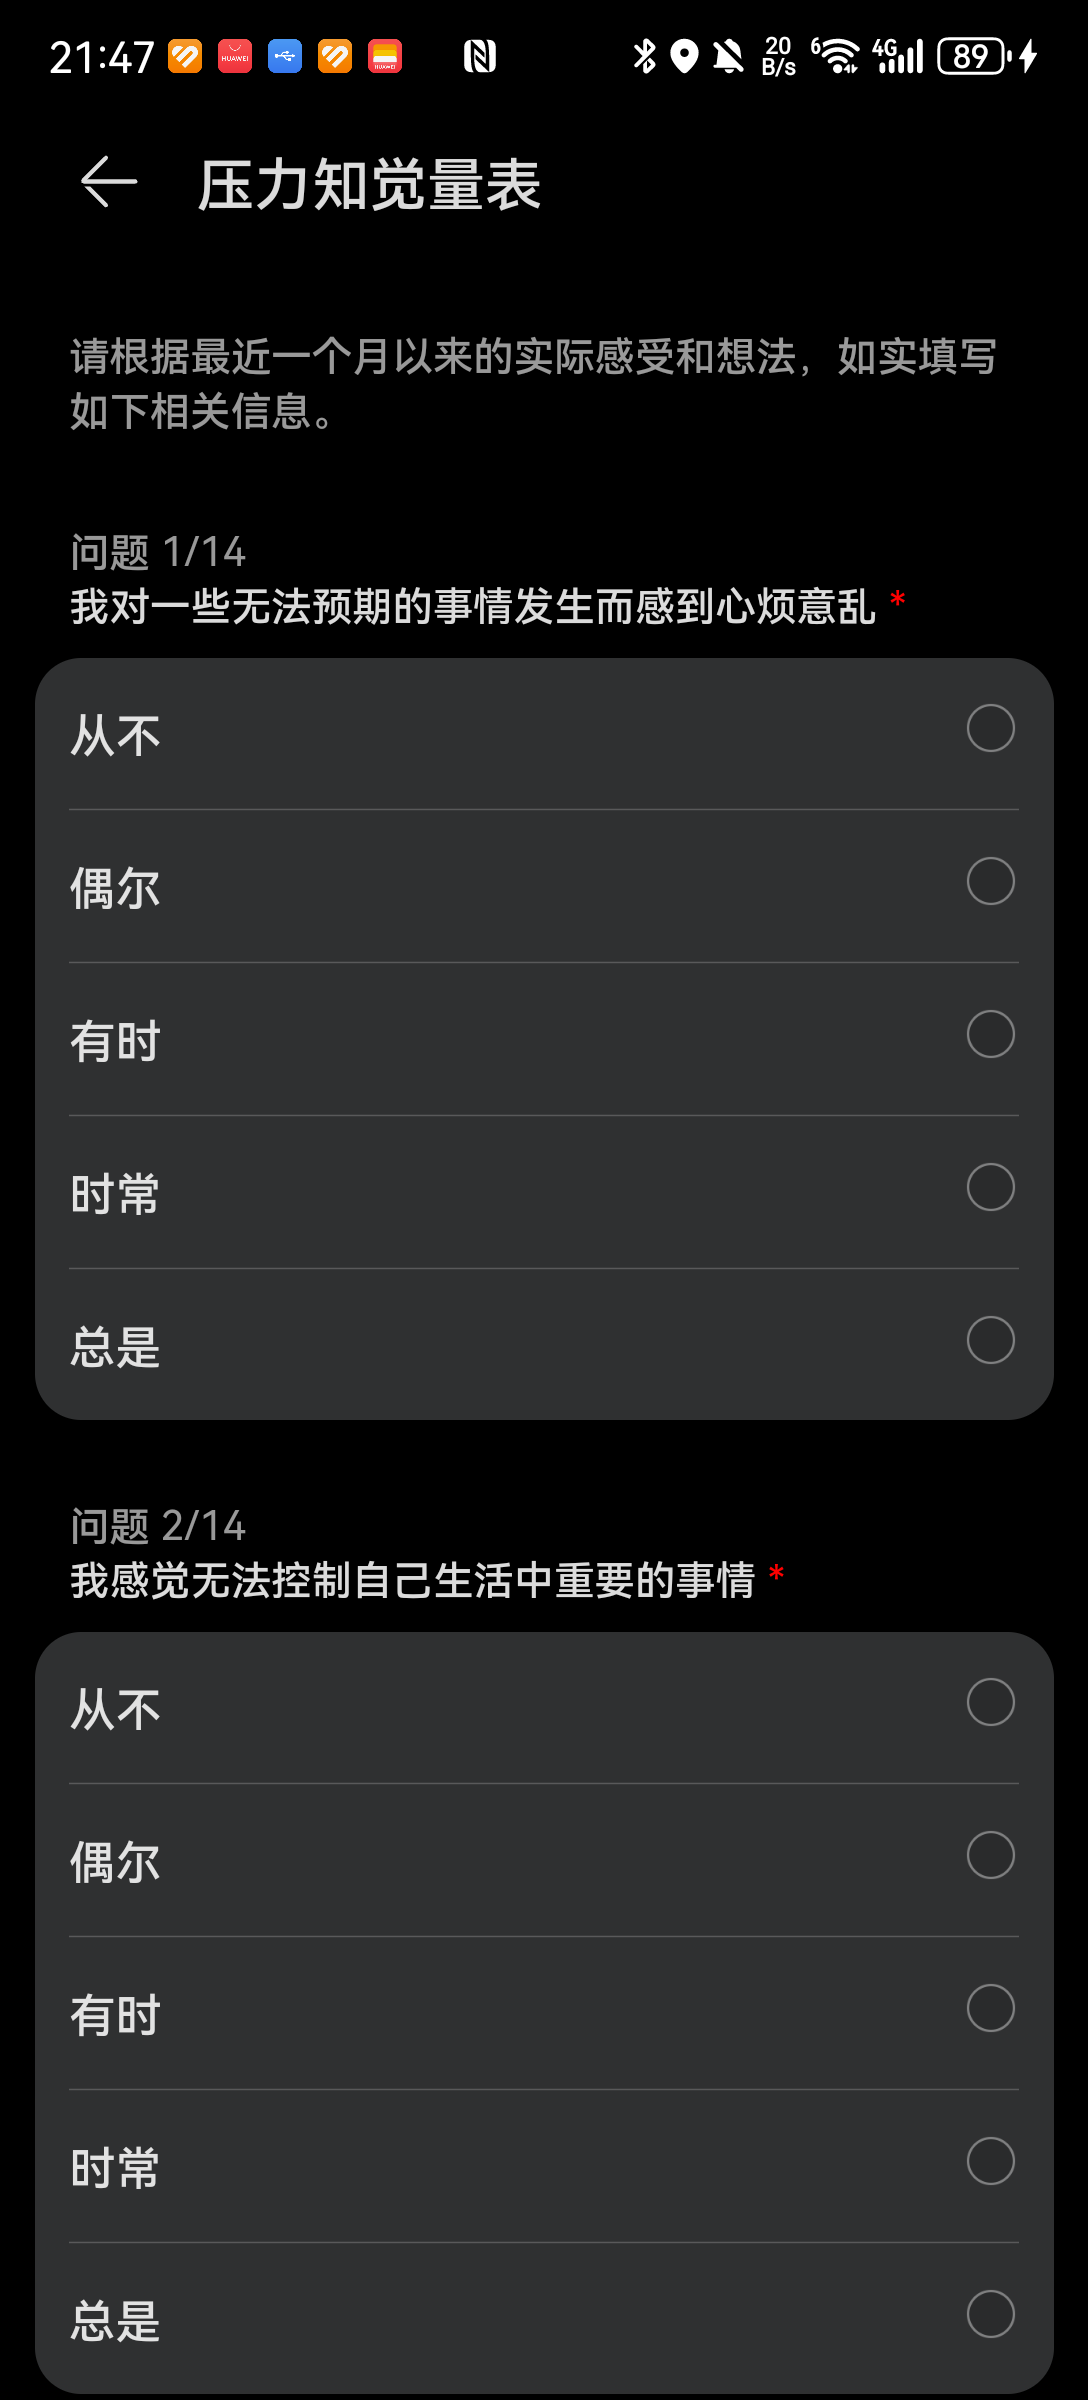 21:47
HUAWEI
HUAWEI
20
B/s
6
4G
89
压力知觉量表
请根据最近一个月以来的实际感受和想法，如实填写
如下相关信息。
问题 1/14
我对一些无法预期的事情发生而感到心烦意乱 *
从不
偶尔
有时
时常
总是
问题 2/14
我感觉无法控制自己生活中重要的事情 *
从不
偶尔
有时
时常
总是